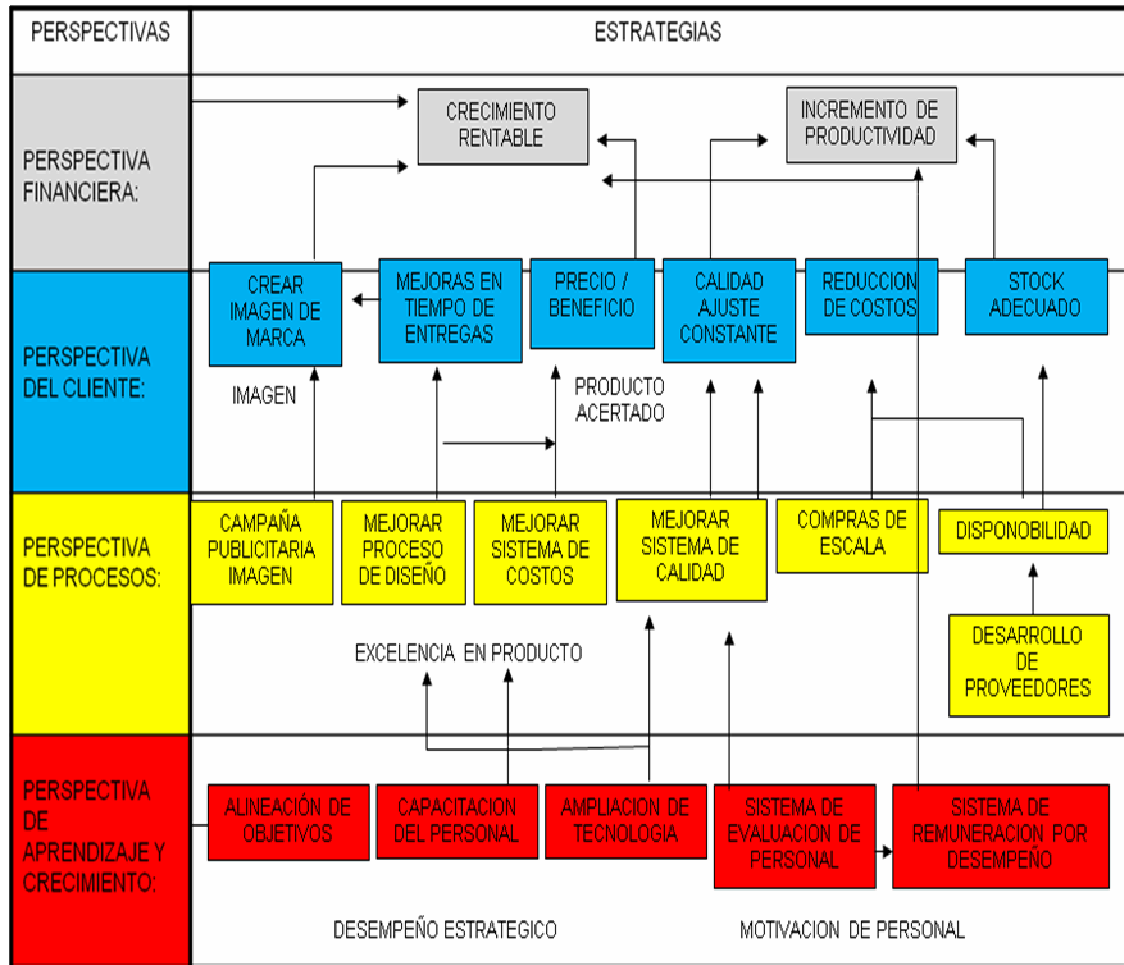 PERSPECTIVAS
ESTRATEGIAS
PERSPECTIVA
FINANCIERA:
CRECIMIENTO
RENTABLE
INCREMENTO DE
PRODUCTIVIDAD
PERSPECTIVA
DEL CLIENTE:
CREAR
IMAGEN DE
MARCA
MEJORAS EN
TIEMPO DE
ENTREGAS
PRECIO /
BENEFICIO
CALIDAD
AJUSTE
CONSTANTE
REDUCCION
DE COSTOS
STOCK
ADECUADO
IMAGEN
PRODUCTO
ACERTADO
PERSPECTIVA
DE PROCESOS:
CAMPAÑA
PUBLICITARIA
IMAGEN
MEJORAR
PROCESO
DE DISEÑO
MEJORAR
SISTEMA DE
COSTOS
MEJORAR
SISTEMA DE
CALIDAD
COMPRAS DE
ESCALA
DISPONOBILIDAD
DESARROLLO
DE
PROVEEDORES
EXCELENCIA EN PRODUCTO
PERSPECTIVA
DE
APRENDIZAJE Y
CRECIMIENTO:
ALINEACIÓN DE
OBJETIVOS
CAPACITACION
DEL PERSONAL
AMPLIACION DE
TECNOLOGIA
SISTEMA DE
EVALUACION DE
PERSONAL
SISTEMA DE
REMUNERACION POR
DESEMPEÑO
DESEMPEÑO ESTRATEGICO
MOTIVACION DE PERSONAL